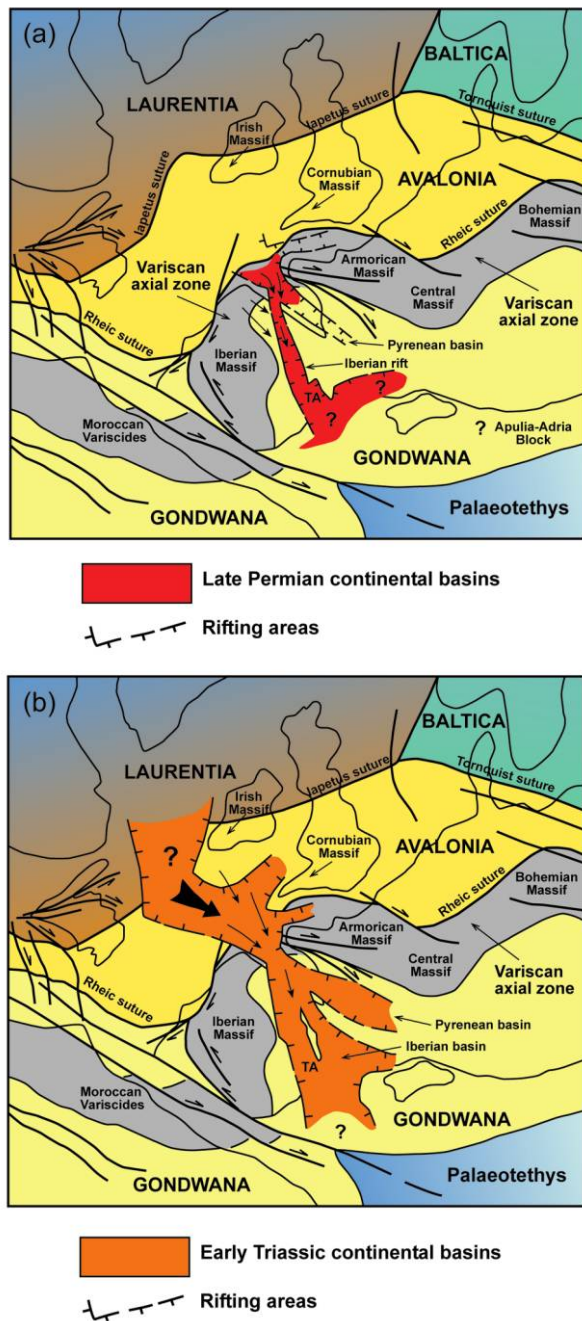 (a)
BALTICA
LAURENTIA
Iapetus suture
Tornquist suture
Irish
Massif
Cornubian
Massif
AVALONIA
Iapetus suture
Bohemian
Massif
Rheic suture
Variscan
axial zone
Armorican
Massif
Central
Massif
Variscan
axial zone
Rheic suture
Iberian
Massif
Pyrenean basin
Iberian rift
TA
?
?
Moroccan
Variscides
? Apulia-Adria
Block
GONDWANA
GONDWANA
Palaeotethys
Late Permian continental basins
Rifting areas
(b)
BALTICA
LAURENTIA
Iapetus suture
Tornquist suture
Irish
Massif
?
Cornubian
Massif
AVALONIA
Bohemian
Massif
Rheic suture
Armorican
Massif
Central
Massif
Variscan
axial zone
Rheic suture
Iberian
Massif
Pyrenean basin
Iberian basin
TA
Moroccan
Variscides
?
GONDWANA
GONDWANA
Palaeotethys
Early Triassic continental basins
Rifting areas